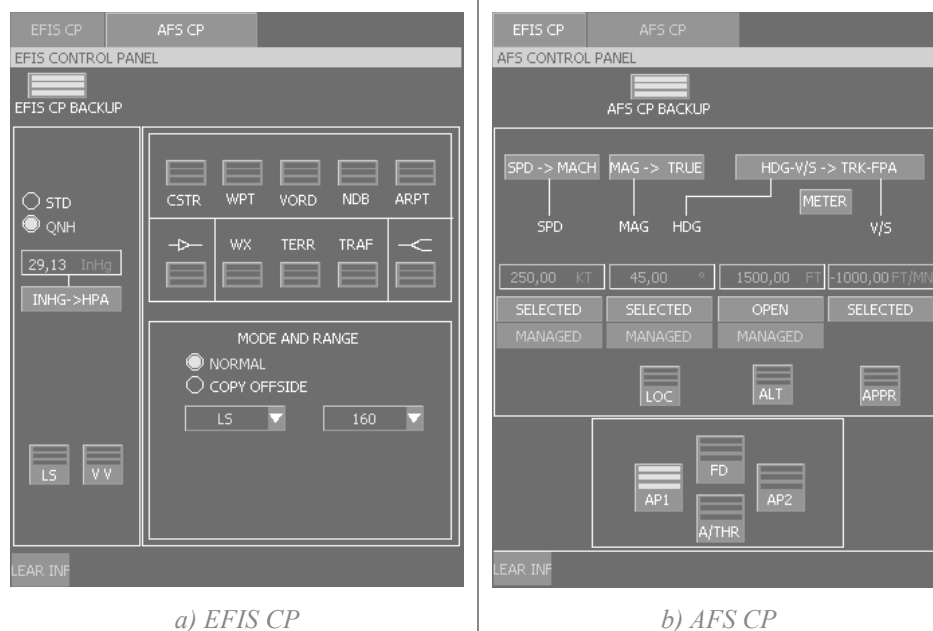 EFIS CP AFS CP
EFIS CONTROL PANEL
EFIS CP BACKUP
STD
QNH
29,13 InHg
INHG->HPA
LS V V
CSTR WPT VORD NDB ARPT
WX TERR TRAF
MODE AND RANGE
NORMAL
COPY OFFSIDE
LS 160
LEAR INF
a) EFIS CP
EFIS CP AFS CP
AFS CONTROL PANEL
AFS CP BACKUP
SPD -> MACH MAG -> TRUE HDG-V/S -> TRK-FPA
METER
SPD MAG HDG V/S
250,00 KT 45,00 ° 1500,00 FT -1000,00 FT/MN
SELECTED SELECTED OPEN SELECTED
MANAGED MANAGED MANAGED
LOC ALT APPR
FD
AP1 AP2
A/THR
LEAR INF
b) AFS CP